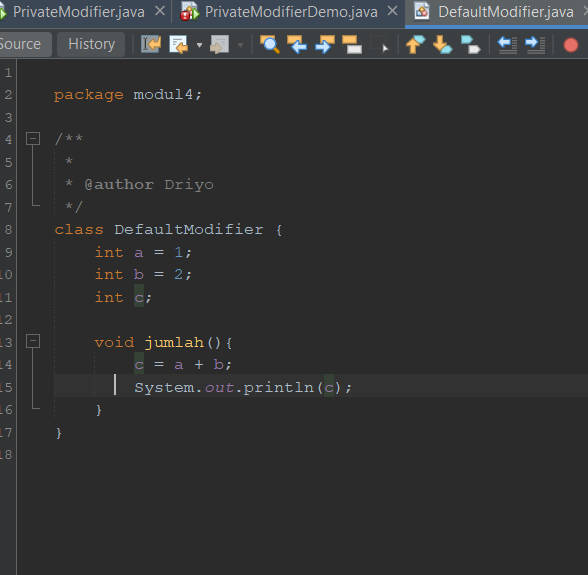 PrivateModifier.java × PrivateModifierDemo.java × DefaultModifier.java
Source History
1
2 package modul4;
3
4 /**
5 *
6 * @author Driyo
7 */
8 class DefaultModifier {
9 int a = 1;
10 int b = 2;
11 int c;
12
13 void jumlah(){
14 c = a + b;
15 System.out.println(c);
16 }
17 }
18